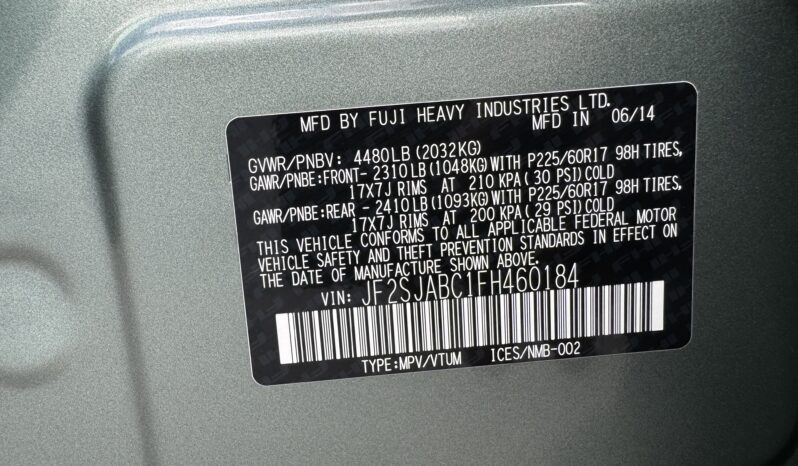 MFD BY FUJI HEAVY INDUSTRIES LTD.
MFD IN 06/14
GVWR/PNBV: 4480LB(2032KG)
GAWR/PNBE:FRONT- 2310LB(1048KG)WITH P225/60R17 98H TIRES,
17X7J RIMS AT 210 KPA(30 PSI)COLD
GAWR/PNBE:REAR - 2410LB(1093KG)WITH P225/60R17 98H TIRES,
17X7J RIMS AT 200 KPA(29 PSI)COLD
THIS VEHICLE CONFORMS TO ALL APPLICABLE FEDERAL MOTOR
VEHICLE SAFETY AND THEFT PREVENTION STANDARDS IN EFFECT ON
THE DATE OF MANUFACTURE SHOWN ABOVE.
VIN: JF2SJABC1FH460184
TYPE:MPV/VTUM ICES/NMB-002